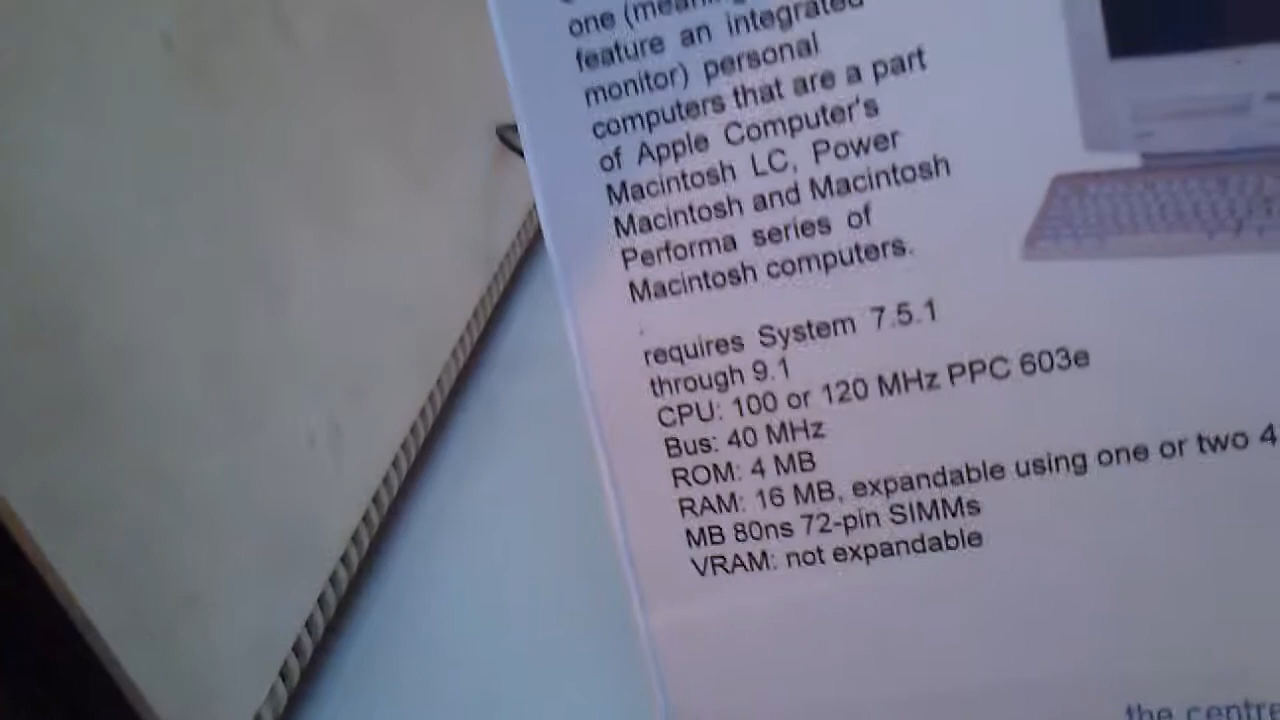 one (meaning
feature an integrated
monitor) personal
computers that are a part
of Apple Computer's
Macintosh LC, Power
Macintosh and Macintosh
Performa series of
Macintosh computers.
requires System 7.5.1
through 9.1
CPU: 100 or 120 MHz PPC 603e
Bus: 40 MHz
ROM: 4 MB
RAM: 16 MB, expandable using one or two 4
MB 80ns 72-pin SIMMs
VRAM: not expandable
the centre